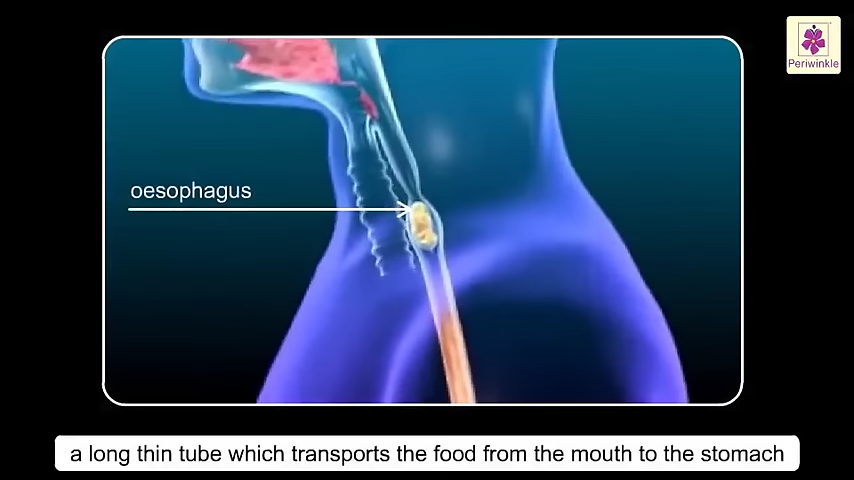 Periwinkle
oesophagus
a long thin tube which transports the food from the mouth to the stomach